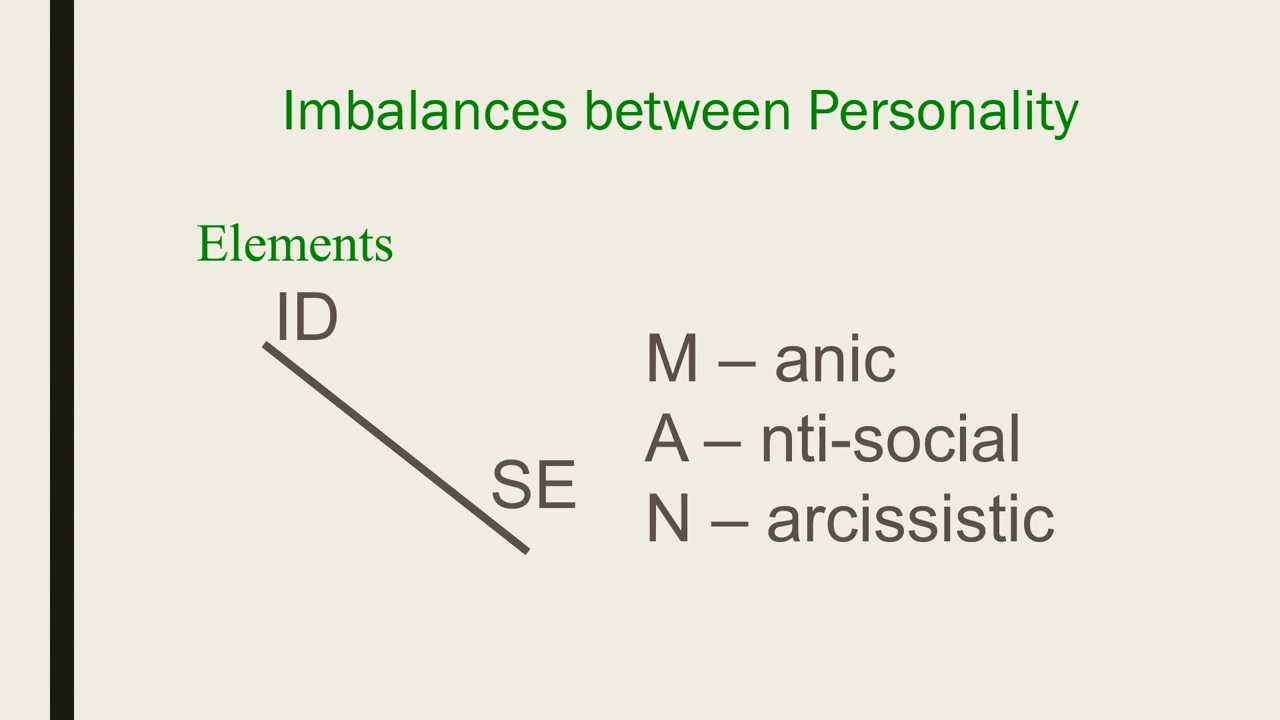 Imbalances between Personality
Elements
ID
SE
M – anic
A – nti-social
N – arcissistic